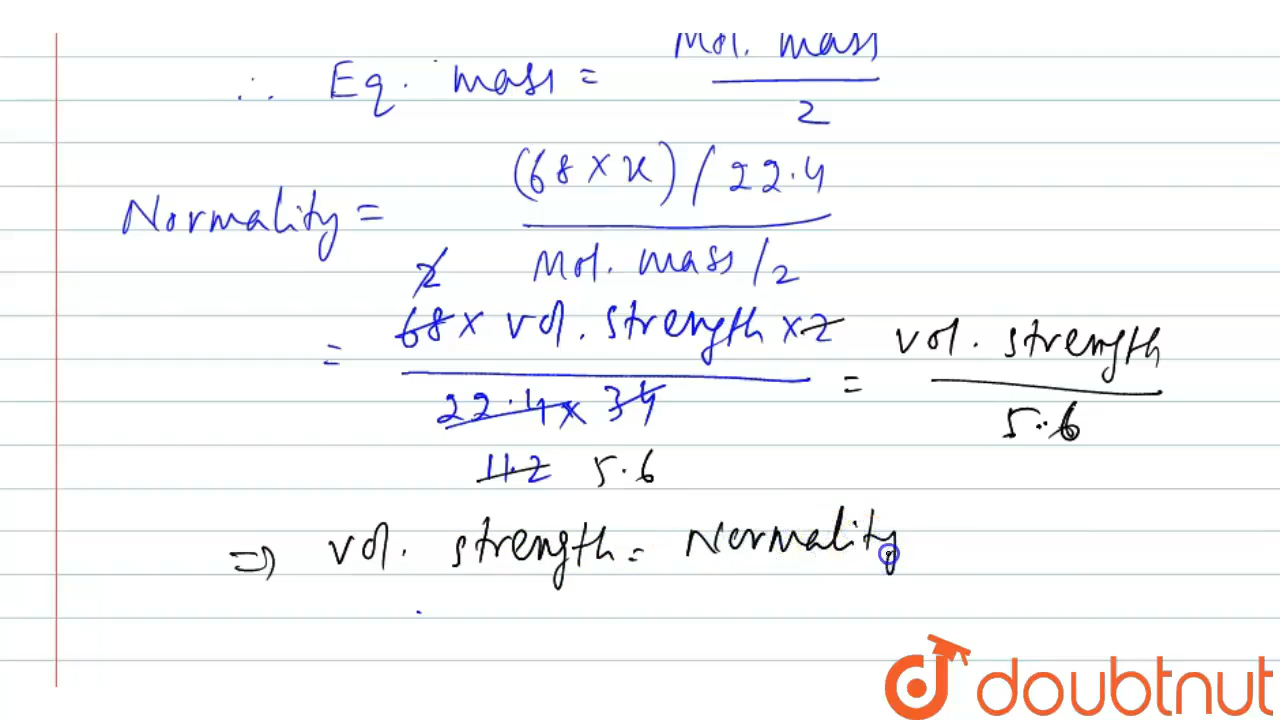 Mol. mass
∴ Eq. mass = 
2
(68 × x) / 22.4
Normality =
Mol. mass / 2
2
= 68 × vol. strength × 2 = vol. strength
22.4 × 34 5.6
11.2 5.6
⇒ vol. strength = Normality
doubtnut